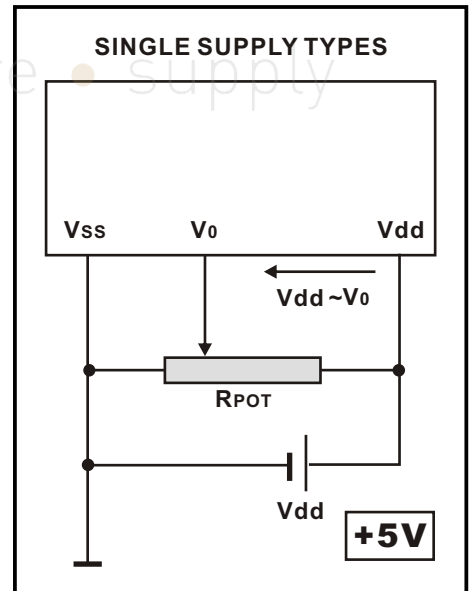 SINGLE SUPPLY TYPES
e • supply
Vss V0 Vdd
Vdd ~V0
RPOT
Vdd
+5V